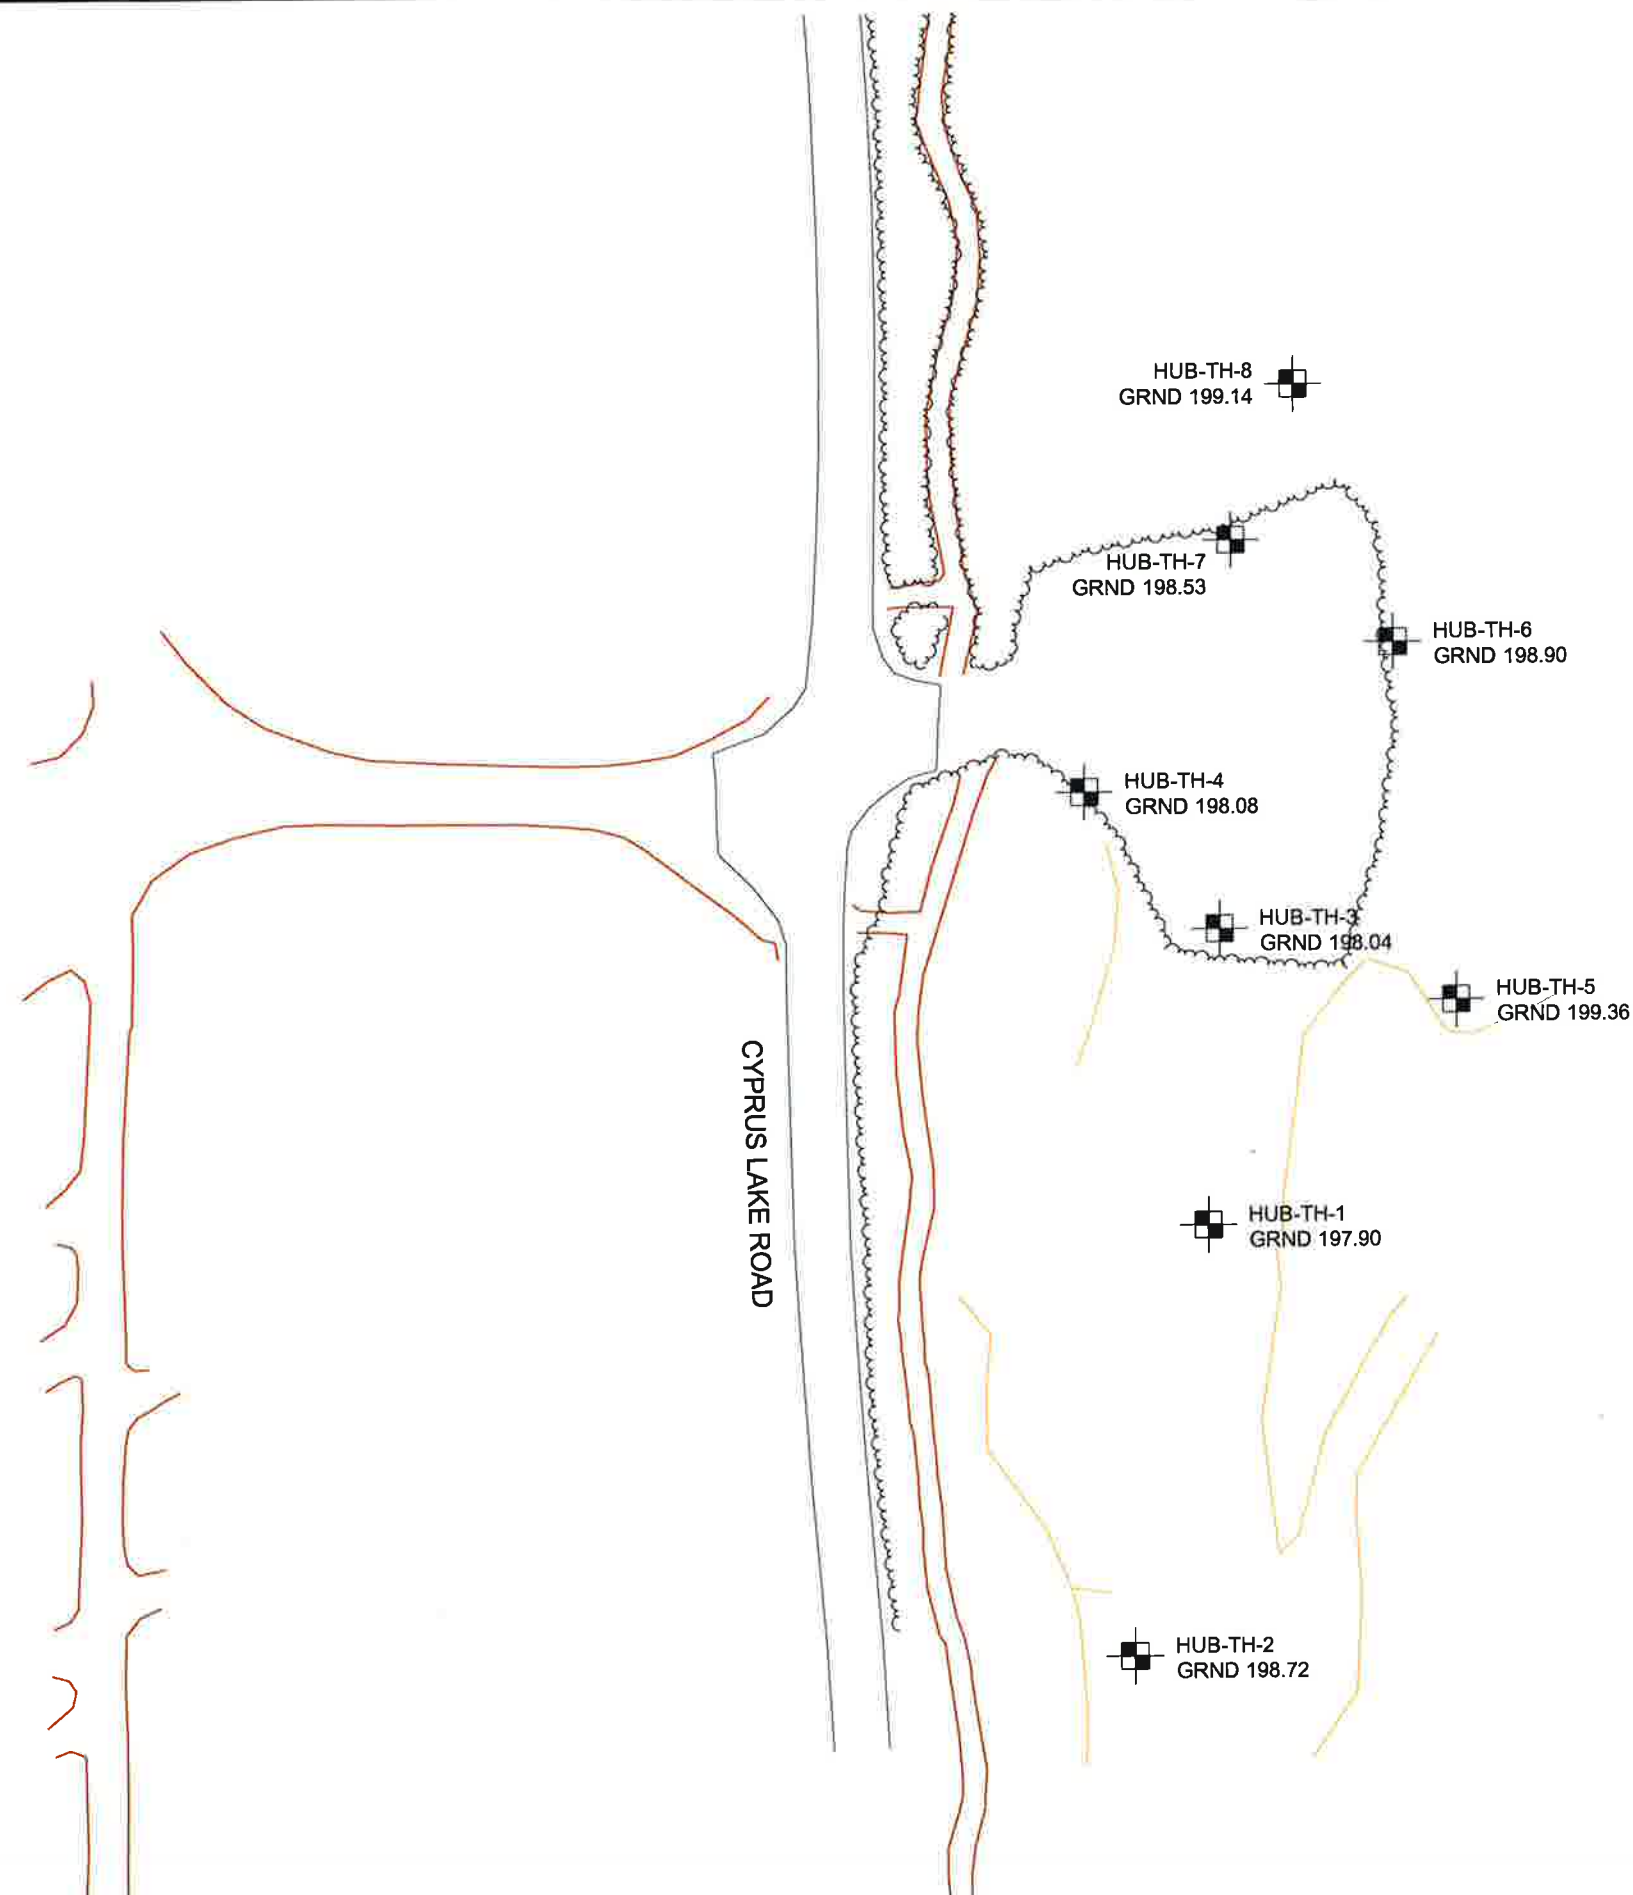 HUB-TH-8
GRND 199.14
HUB-TH-7
GRND 198.53
HUB-TH-6
GRND 198.90
HUB-TH-4
GRND 198.08
HUB-TH-3
GRND 198.04
HUB-TH-5
GRND 199.36
CYPRUS LAKE ROAD
HUB-TH-1
GRND 197.90
HUB-TH-2
GRND 198.72